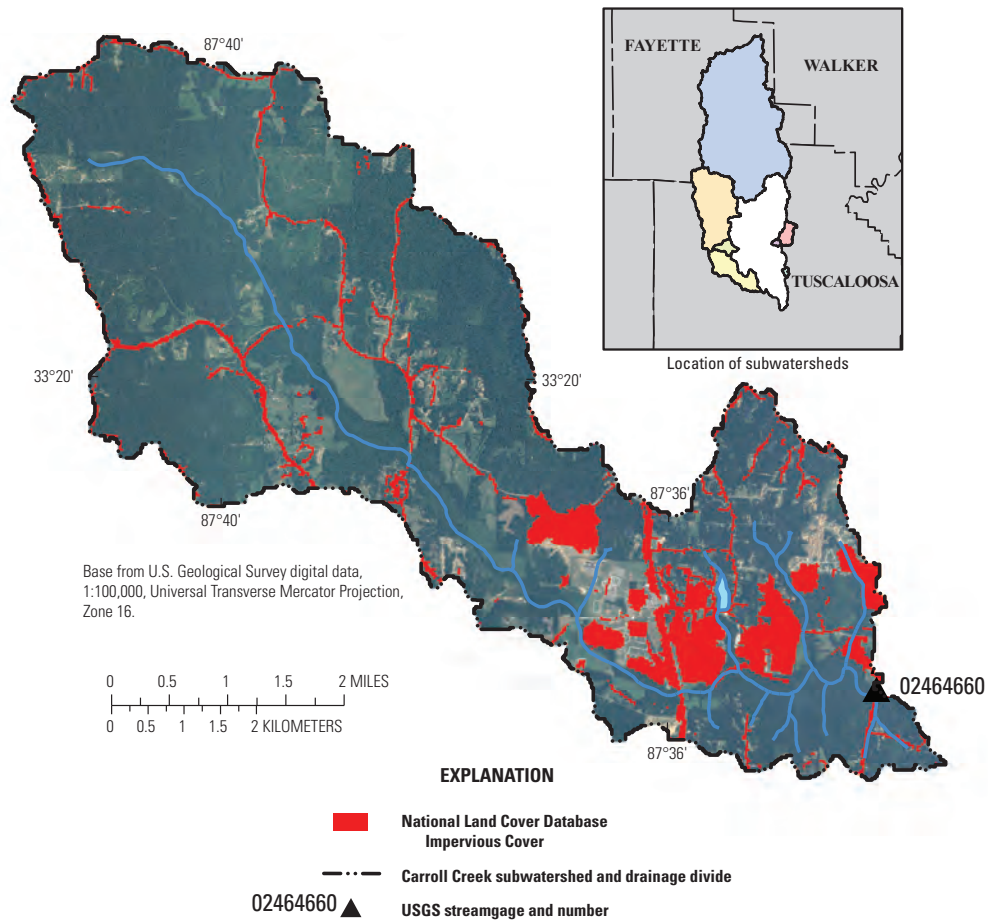 87°40'
FAYETTE
WALKER
TUSCALOOSA
Location of subwatersheds
33°20'
33°20'
87°36'
87°40'
Base from U.S. Geological Survey digital data,
1:100,000, Universal Transverse Mercator Projection,
Zone 16.
0 0.5 1 1.5 2 MILES
0 0.5 1 1.5 2 KILOMETERS
02464660
87°36'
EXPLANATION
National Land Cover Database
Impervious Cover
Carroll Creek subwatershed and drainage divide
02464660 USGS streamgage and number